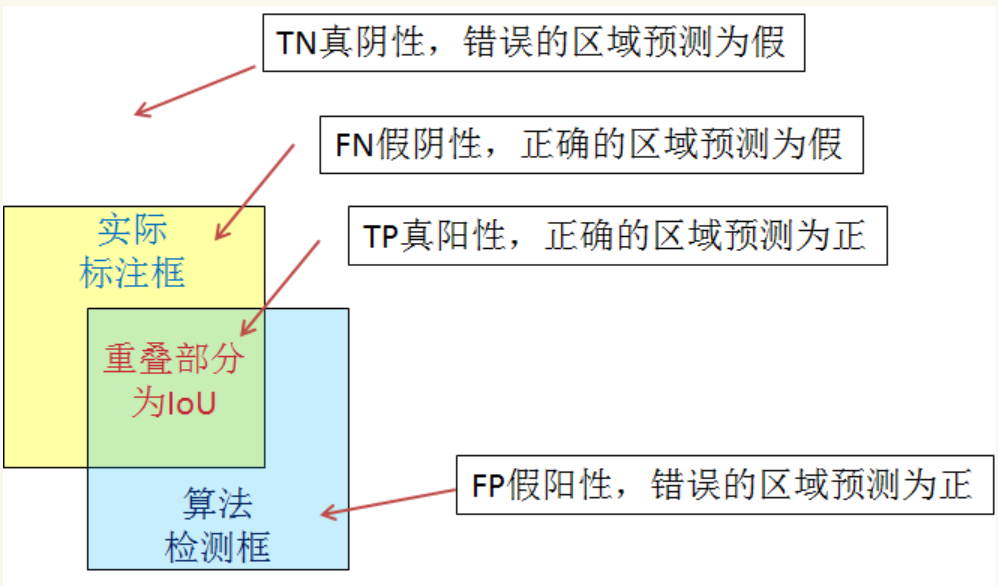 TN真阴性，错误的区域预测为假
FN假阴性，正确的区域预测为假
实际
标注框
TP真阳性，正确的区域预测为正
重叠部分
为IoU
FP假阳性，错误的区域预测为正
算法
检测框